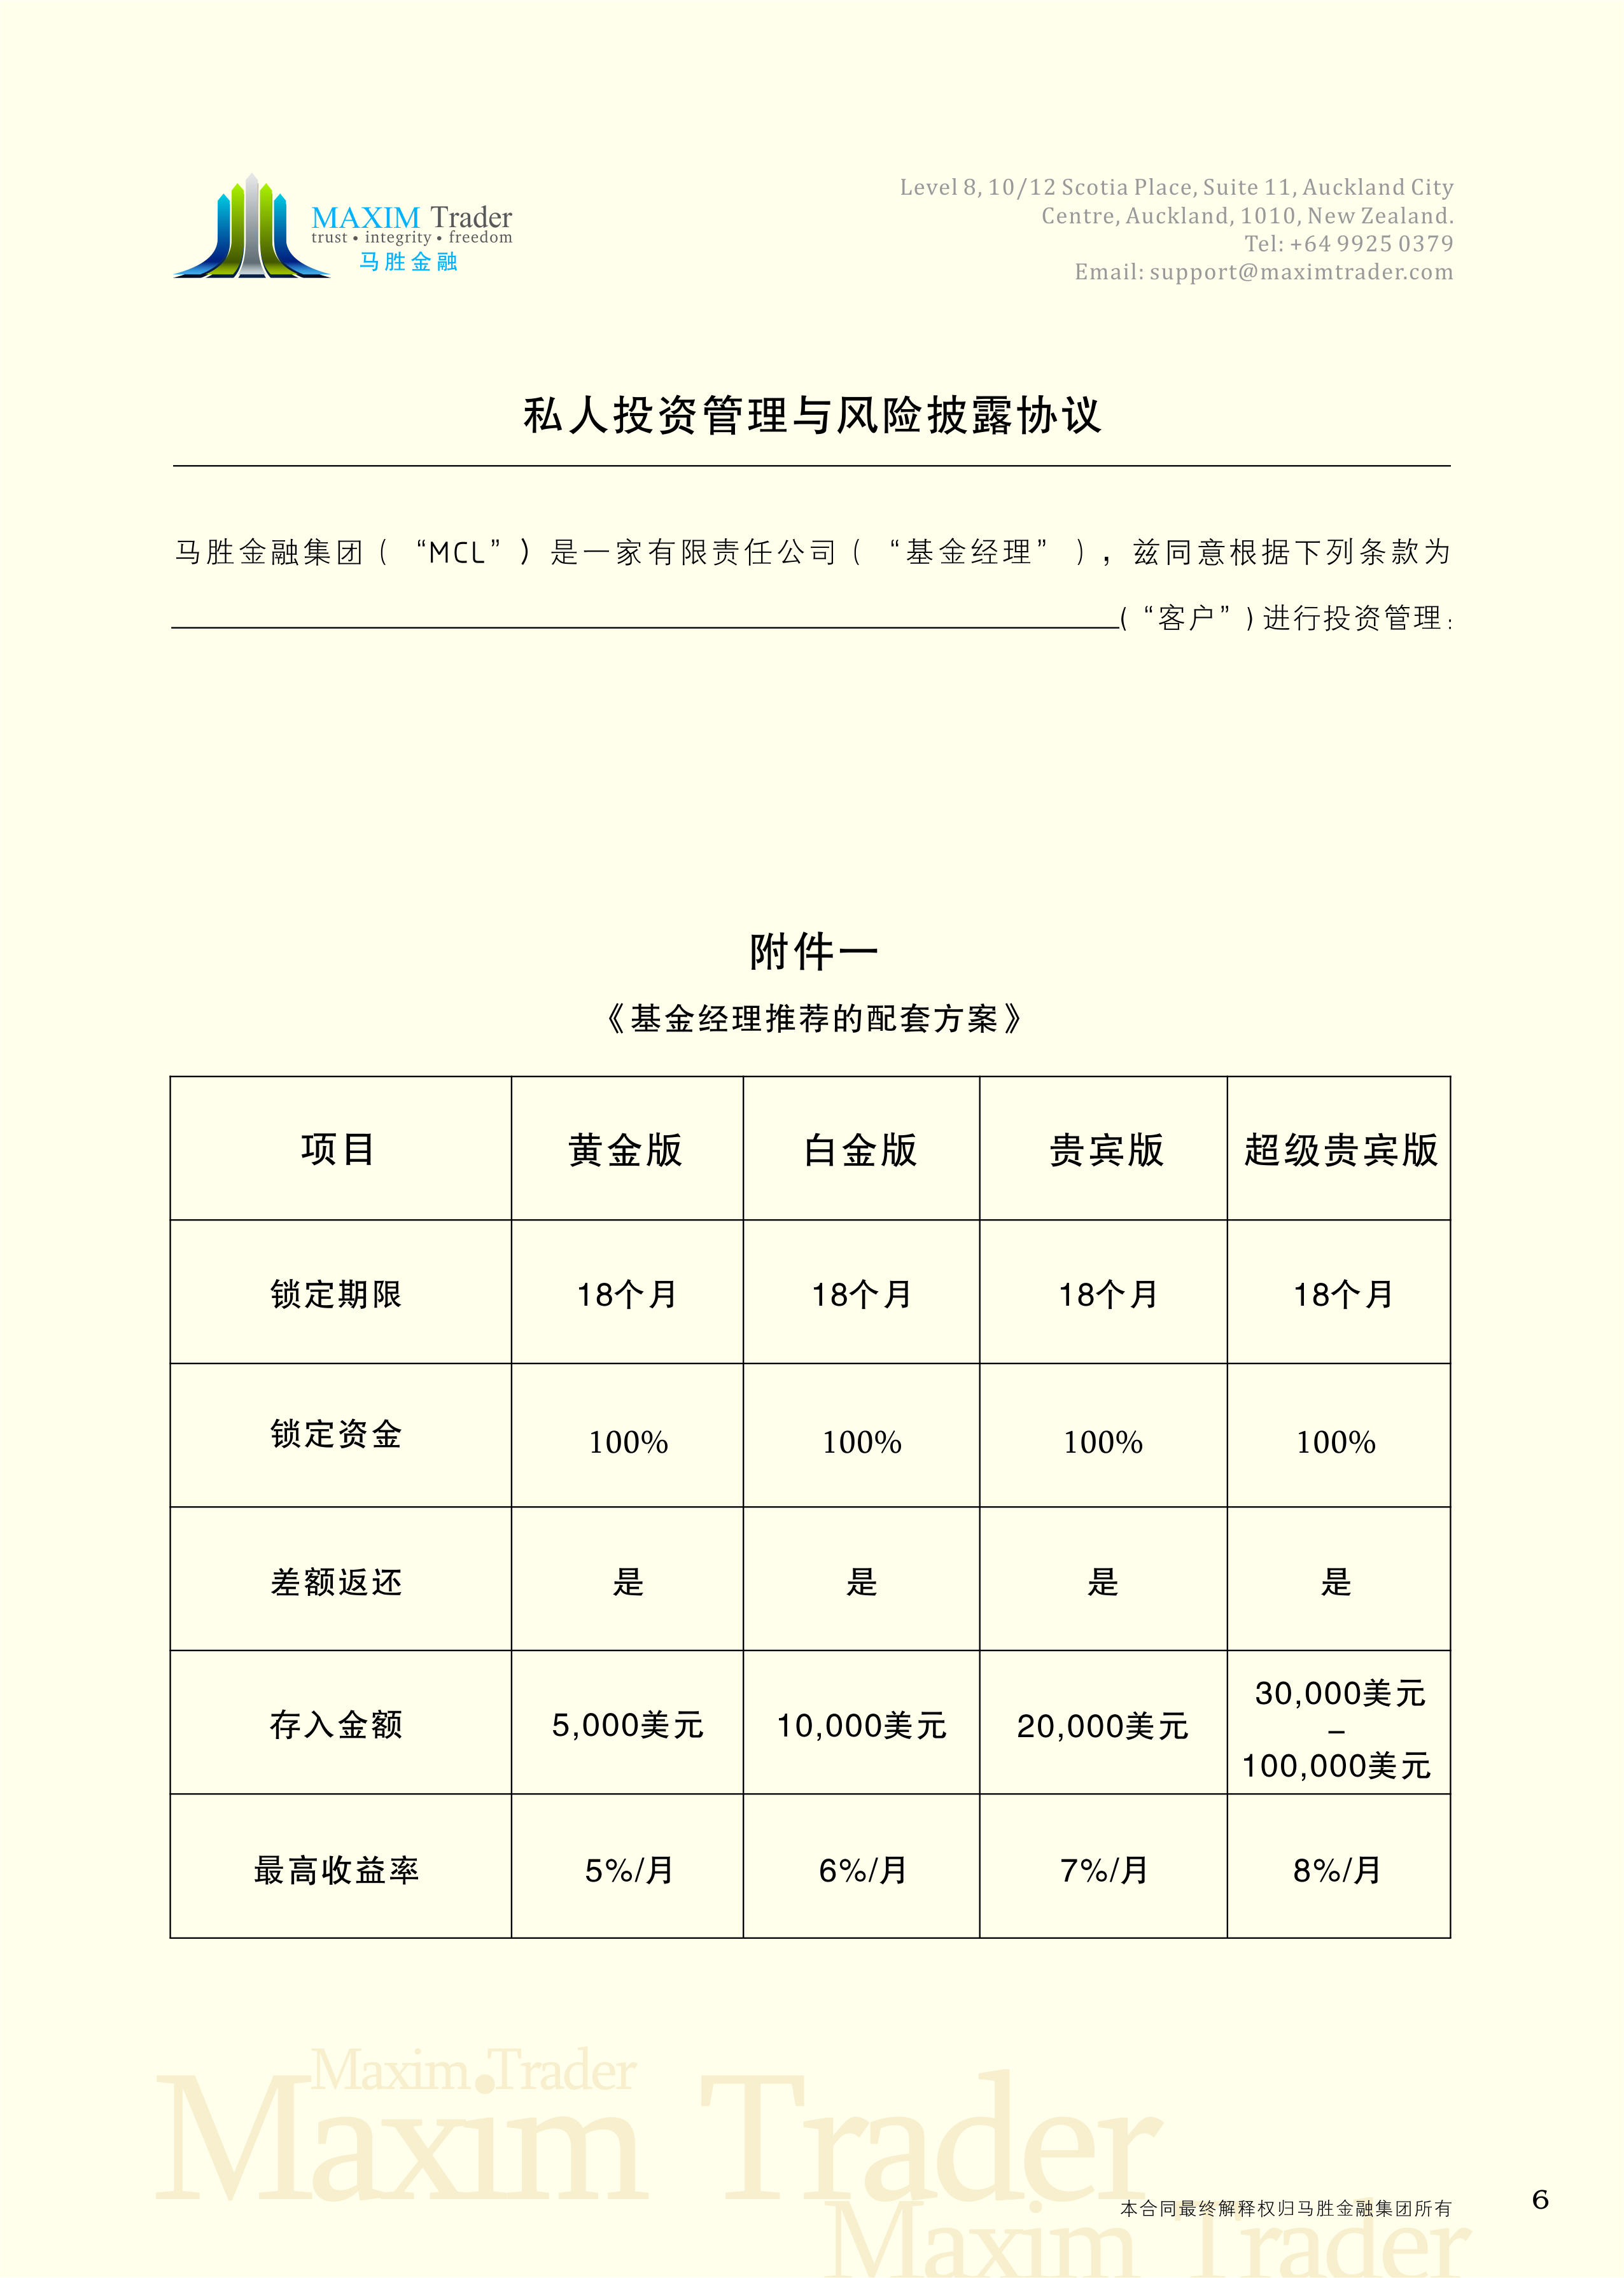 MAXIM Trader
trust • integrity • freedom
马胜金融
Level 8, 10/12 Scotia Place, Suite 11, Auckland City
Centre, Auckland, 1010, New Zealand.
Tel: +64 9925 0379
Email: support@maximtrader.com
私人投资管理与风险披露协议
马胜金融集团（“MCL”）是一家有限责任公司（“基金经理”），兹同意根据下列条款为
(“客户”)进行投资管理：
附件一
《基金经理推荐的配套方案》
项目 黄金版 白金版 贵宾版 超级贵宾版
锁定期限 18个月 18个月 18个月 18个月
锁定资金 100% 100% 100% 100%
差额返还 是 是 是 是
存入金额 5,000美元 10,000美元 20,000美元 30,000美元
–
100,000美元
最高收益率 5%/月 6%/月 7%/月 8%/月
Maxim Trader
Maxim Trader
Maxim Trader
本合同最终解释权归马胜金融集团所有
6